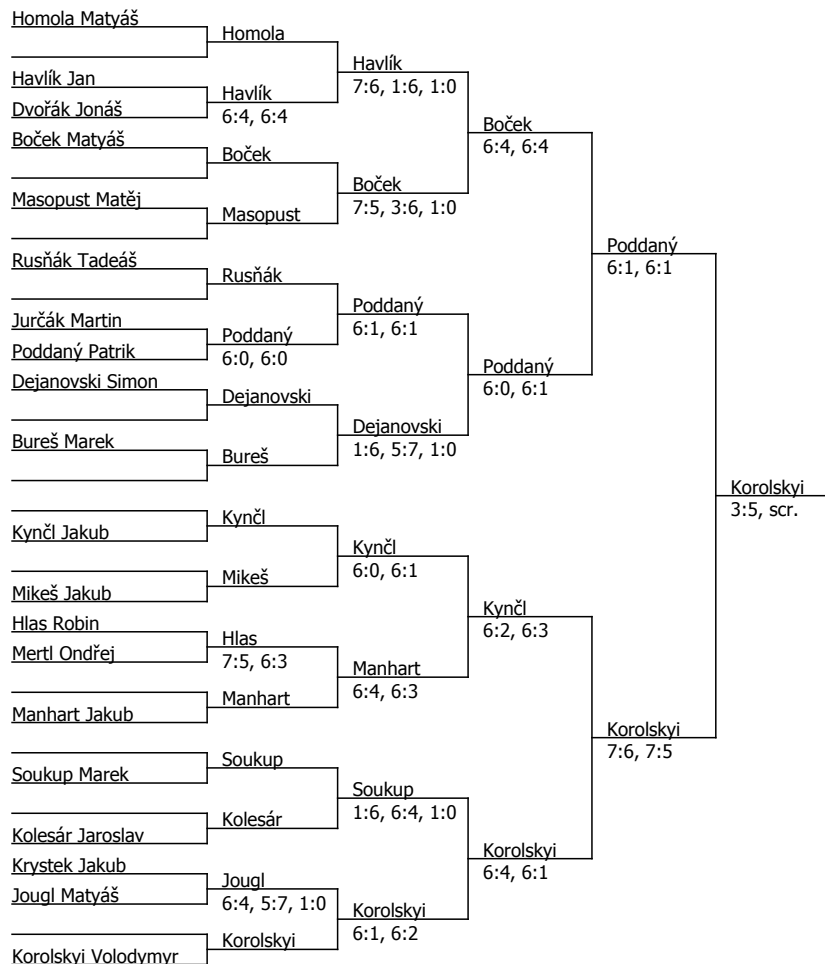 Homola Matyáš
Homola
Havlík
7:6, 1:6, 1:0
Havlík Jan
Havlík
6:4, 6:4
Dvořák Jonáš
Boček
6:4, 6:4
Boček Matyáš
Boček
Boček
7:5, 3:6, 1:0
Masopust Matěj
Masopust
Poddaný
6:1, 6:1
Rusňák Tadeáš
Rusňák
Poddaný
6:1, 6:1
Jurčák Martin
Poddaný
6:0, 6:0
Poddaný Patrik
Poddaný
6:0, 6:1
Dejanovski Simon
Dejanovski
Dejanovski
1:6, 5:7, 1:0
Bureš Marek
Bureš
Korolskyi
3:5, scr.
Kynčl
Kynčl Jakub
Kynčl
6:0, 6:1
Mikeš
Mikeš Jakub
Kynčl
6:2, 6:3
Hlas Robin
Hlas
7:5, 6:3
Mertl Ondřej
Manhart
6:4, 6:3
Manhart
Manhart Jakub
Korolskyi
7:6, 7:5
Soukup
Soukup Marek
Soukup
1:6, 6:4, 1:0
Kolesár
Kolesár Jaroslav
Korolskyi
6:4, 6:1
Krystek Jakub
Jougl
6:4, 5:7, 1:0
Jougl Matyáš
Korolskyi
6:1, 6:2
Korolskyi
Korolskyi Volodymyr